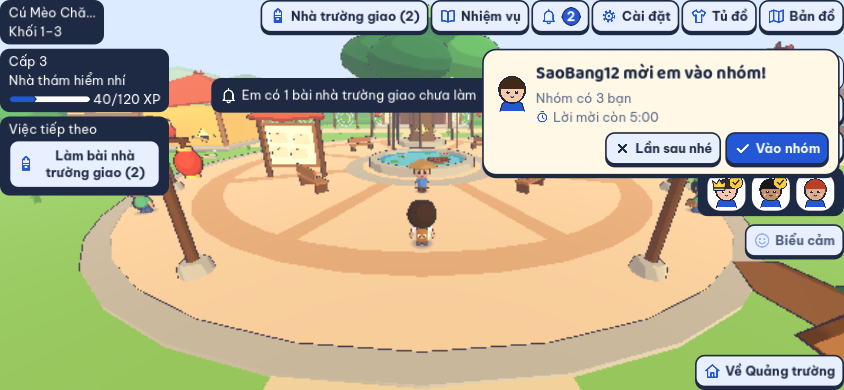 Cú Mèo Chă...
Khối 1–3
Nhà trường giao (2)
Nhiệm vụ
2
Cài đặt
Tủ đồ
Bản đồ
Cấp 3
Nhà thám hiểm nhí
40/120 XP
Em có 1 bài nhà trường giao chưa làm
SaoBang12 mời em vào nhóm!
Nhóm có 3 bạn
Lời mời còn 5:00
Lần sau nhé
Vào nhóm
Việc tiếp theo
Làm bài nhà
trường giao (2)
Biểu cảm
Về Quảng trường